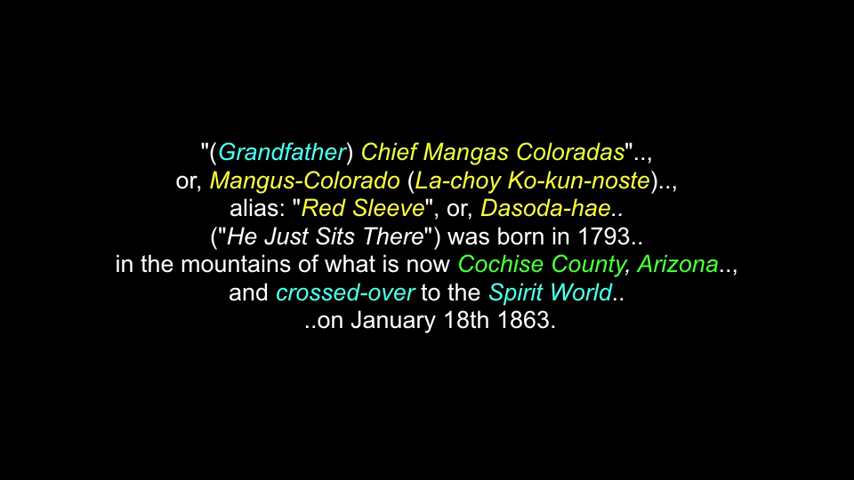 "(Grandfather) Chief Mangas Coloradas"..,
or, Mangus-Colorado (La-choy Ko-kun-noste)..,
alias: "Red Sleeve", or, Dasoda-hae..
("He Just Sits There") was born in 1793..
in the mountains of what is now Cochise County, Arizona..,
and crossed-over to the Spirit World..
..on January 18th 1863.